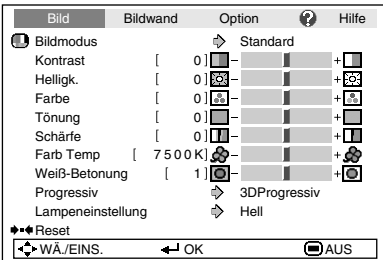 Bild Bildwand Option ? Hilfe
Bildmodus Standard
Kontrast [ 0] - +
Helligk. [ 0] - +
Farbe [ 0] - +
Tönung [ 0] - +
Schärfe [ 0] - +
Farb Temp [ 7500K] - +
Weiß-Betonung [ 1] - +
Progressiv 3DProgressiv
Lampeneinstellung Hell
Reset
WÄ./EINS. OK AUS